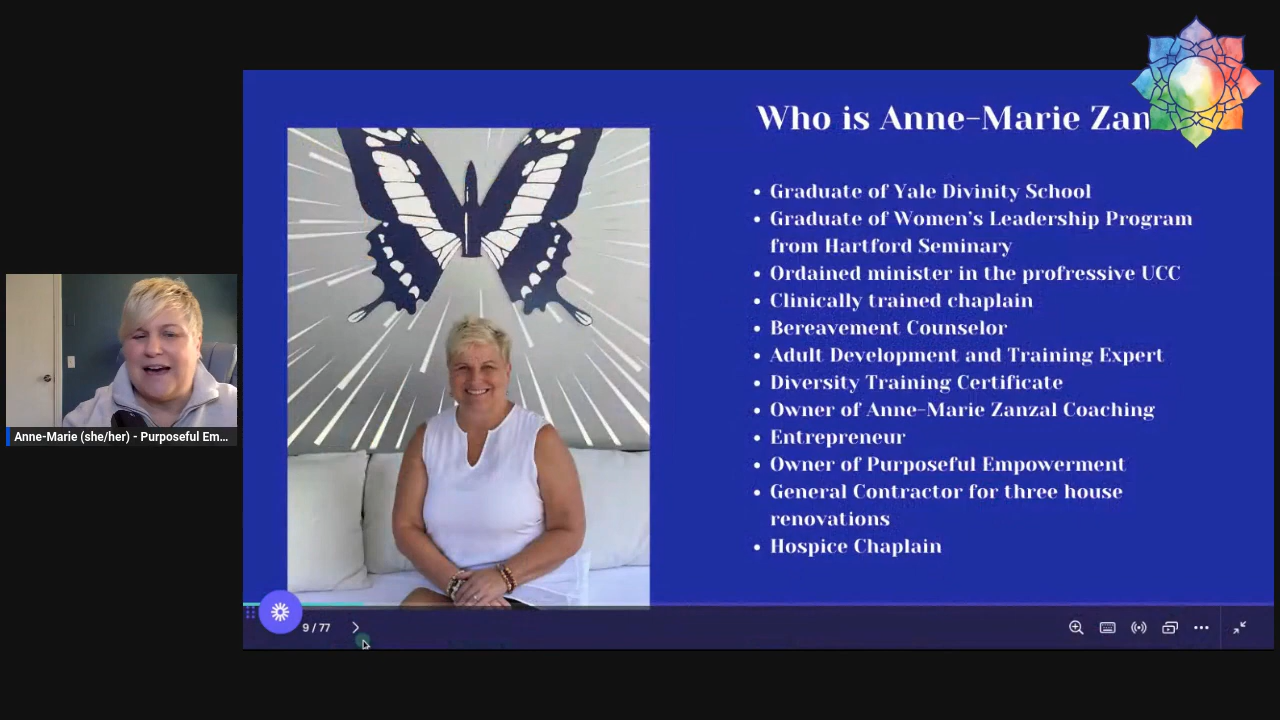 Who is Anne-Marie Zan
• Graduate of Yale Divinity School
• Graduate of Women's Leadership Program
from Hartford Seminary
• Ordained minister in the profressive UCC
• Clinically trained chaplain
• Bereavement Counselor
• Adult Development and Training Expert
• Diversity Training Certificate
• Owner of Anne-Marie Zanzal Coaching
• Entrepreneur
• Owner of Purposeful Empowerment
• General Contractor for three house
renovations
• Hospice Chaplain
Anne-Marie (she/her) - Purposeful Em...
9 / 77